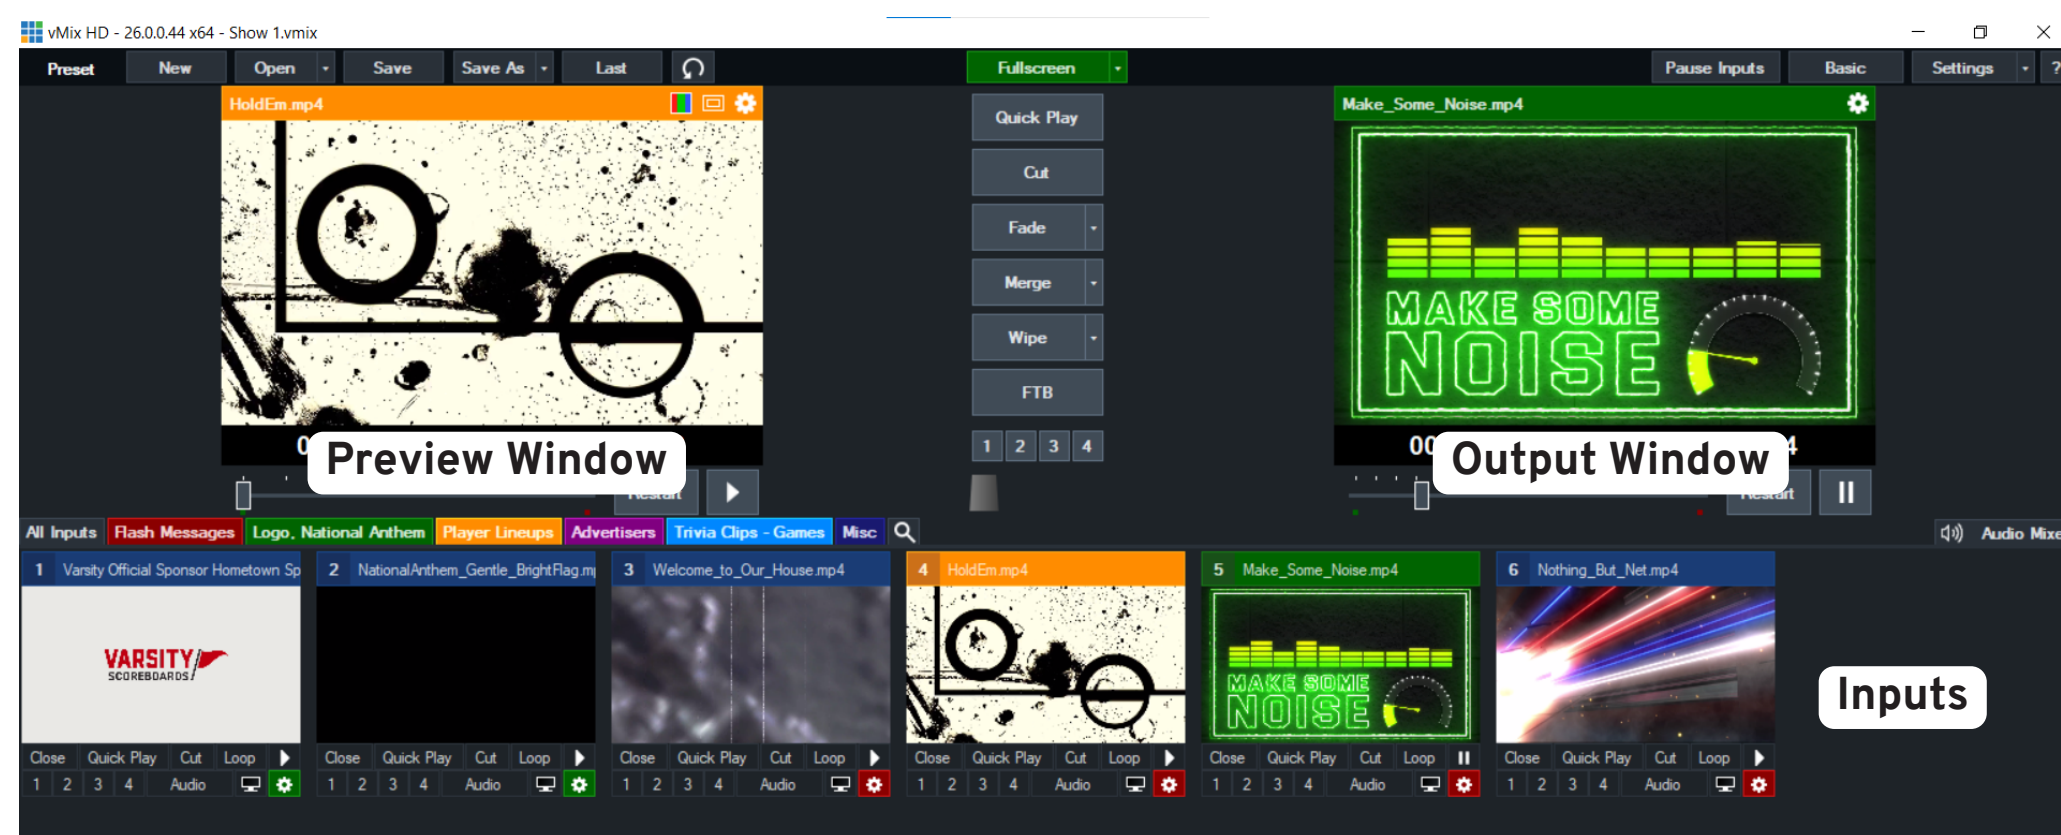 vMix HD - 26.0.0.44 x64 - Show 1.vmix
Preset New Open Save Save As Last Fullscreen Pause Inputs Basic Settings ?
HoldEm.mp4
Make_Some_Noise.mp4
Quick Play
Cut
Fade
Merge
Wipe
FTB
1 2 3 4
MAKE SOME
NOISE
Preview Window
Output Window
Restart
Restart
All Inputs Flash Messages Logo, National Anthem Player Lineups Advertisers Trivia Clips - Games Misc Audio Mixe
1 Varsity Official Sponsor Hometown Sp
2 NationalAnthem_Gentle_BrightFlag.mp
3 Welcome_to_Our_House.mp4
4 HoldEm.mp4
5 Make_Some_Noise.mp4
6 Nothing_But_Net.mp4
VARSITY
SCOREBOARDS
MAKE SOME
NOISE
Inputs
Close Quick Play Cut Loop Close Quick Play Cut Loop Close Quick Play Cut Loop Close Quick Play Cut Loop Close Quick Play Cut Loop Close Quick Play Cut Loop
1 2 3 4 Audio 1 2 3 4 Audio 1 2 3 4 Audio 1 2 3 4 Audio 1 2 3 4 Audio 1 2 3 4 Audio